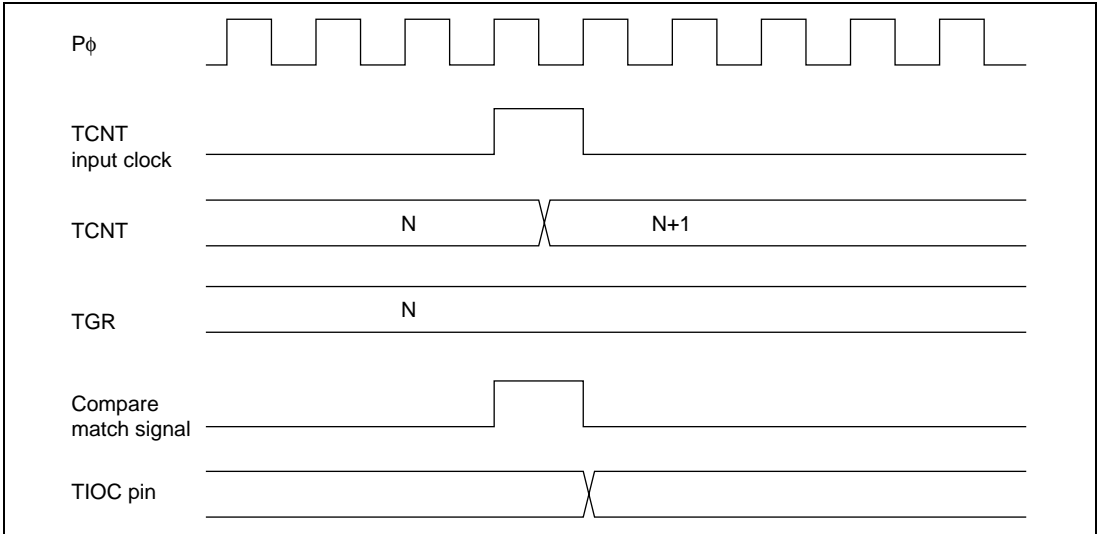 Pφ
TCNT
input clock
TCNT
N
N+1
TGR
N
Compare
match signal
TIOC pin